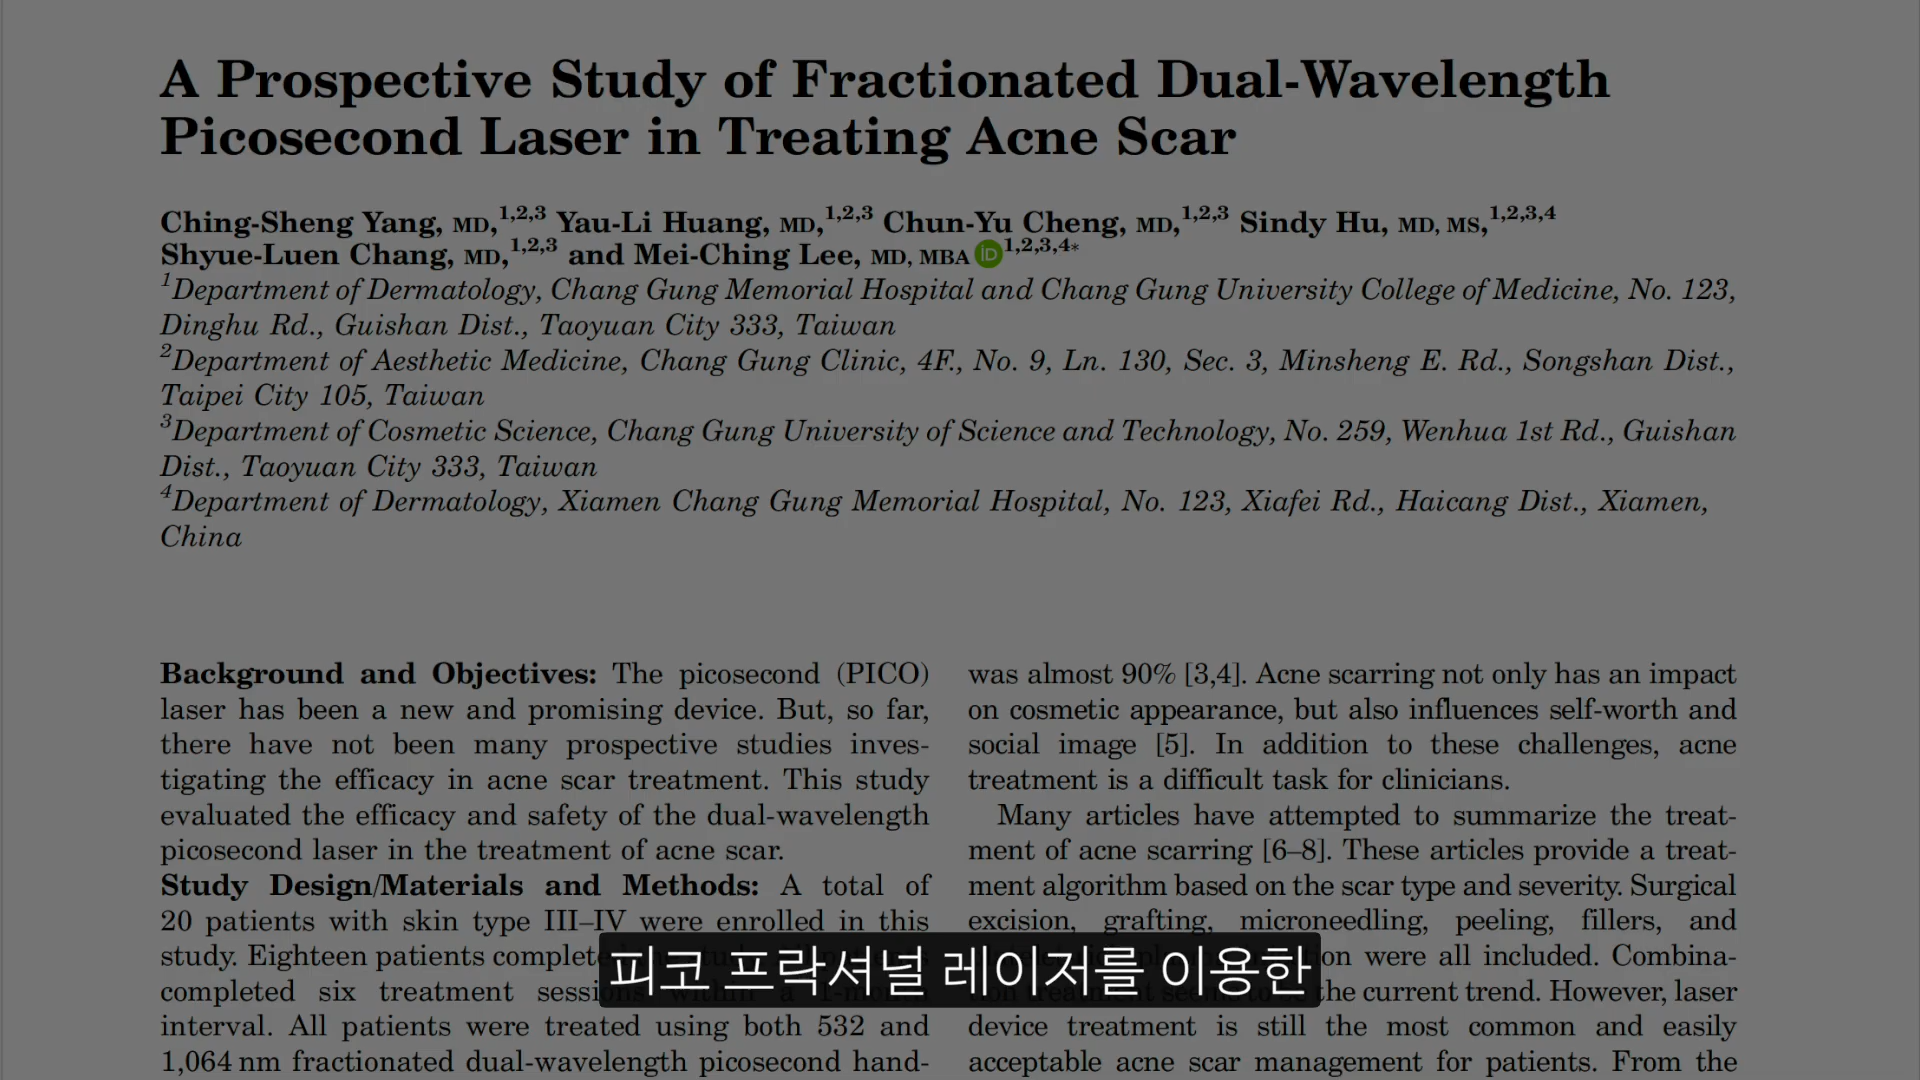 A Prospective Study of Fractionated Dual-Wavelength
Picosecond Laser in Treating Acne Scar
Ching-Sheng Yang, MD,1,2,3 Yau-Li Huang, MD,1,2,3 Chun-Yu Cheng, MD,1,2,3 Sindy Hu, MD, MS,1,2,3,4
Shyue-Luen Chang, MD,1,2,3 and Mei-Ching Lee, MD, MBA iD 1,2,3,4*
1Department of Dermatology, Chang Gung Memorial Hospital and Chang Gung University College of Medicine, No. 123,
Dinghu Rd., Guishan Dist., Taoyuan City 333, Taiwan
2Department of Aesthetic Medicine, Chang Gung Clinic, 4F., No. 9, Ln. 130, Sec. 3, Minsheng E. Rd., Songshan Dist.,
Taipei City 105, Taiwan
3Department of Cosmetic Science, Chang Gung University of Science and Technology, No. 259, Wenhua 1st Rd., Guishan
Dist., Taoyuan City 333, Taiwan
4Department of Dermatology, Xiamen Chang Gung Memorial Hospital, No. 123, Xiafei Rd., Haicang Dist., Xiamen,
China
Background and Objectives: The picosecond (PICO)
laser has been a new and promising device. But, so far,
there have not been many prospective studies inves-
tigating the efficacy in acne scar treatment. This study
evaluated the efficacy and safety of the dual-wavelength
picosecond laser in the treatment of acne scar.
Study Design/Materials and Methods: A total of
20 patients with skin type III–IV were enrolled in this
study. Eighteen patients
completed six treatment
interval. All patients were treated using both 532 and
1,064 nm fractionated dual-wavelength picosecond hand-
was almost 90% [3,4]. Acne scarring not only has an impact
on cosmetic appearance, but also influences self-worth and
social image [5]. In addition to these challenges, acne
treatment is a difficult task for clinicians.
Many articles have attempted to summarize the treat-
ment of acne scarring [6–8]. These articles provide a treat-
ment algorithm based on the scar type and severity. Surgical
excision, grafting, microneedling, peeling, fillers, and
were all included. Combina-
the current trend. However, laser
device treatment is still the most common and easily
acceptable acne scar management for patients. From the
피코 프락셔널 레이저를 이용한